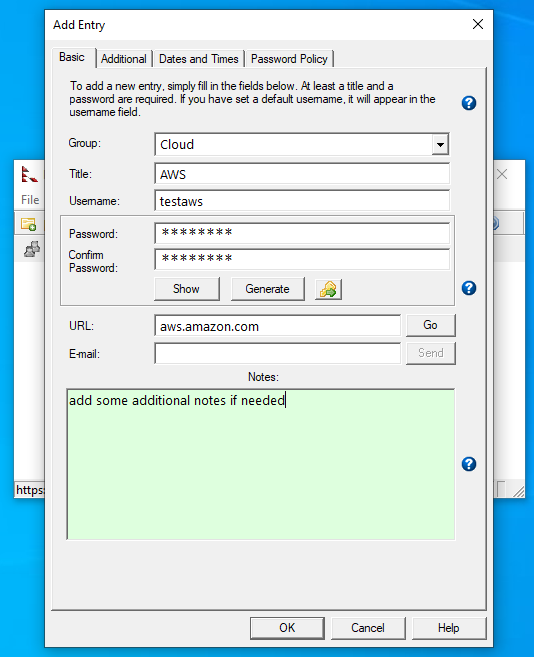 Add Entry
Basic
Additional
Dates and Times
Password Policy
To add a new entry, simply fill in the fields below. At least a title and a
password are required. If you have set a default username, it will appear in the
username field.
Group:
Cloud
Title:
AWS
Username:
testaws
Password:
********
Confirm
Password:
********
Show
Generate
URL:
aws.amazon.com
Go
E-mail:
Send
Notes:
add some additional notes if needed
OK
Cancel
Help
File
https: